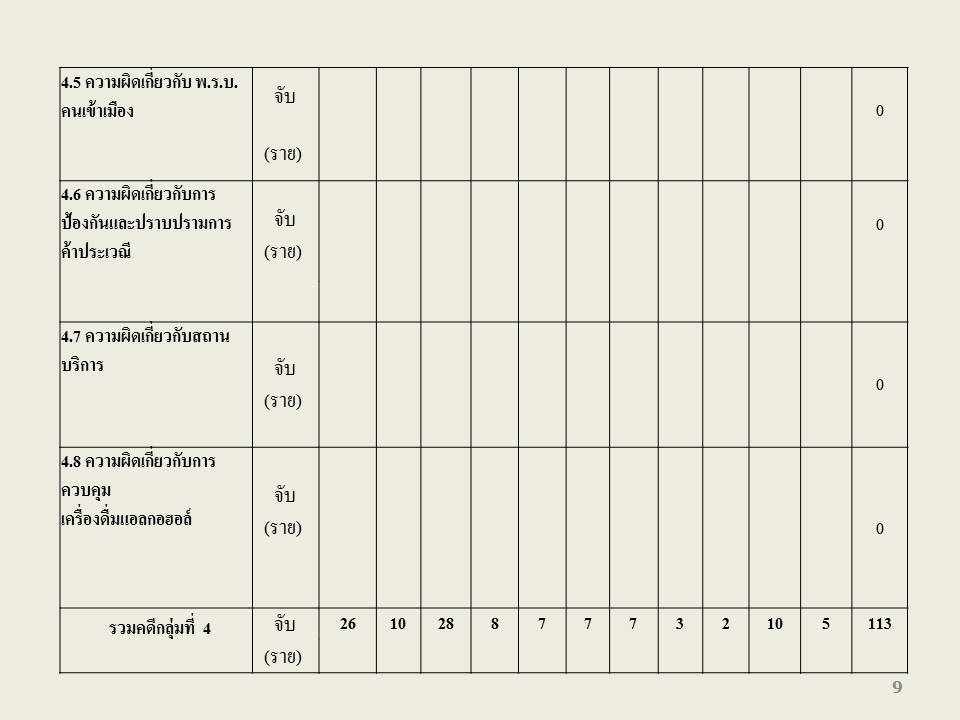 4.5 ความผิดเกี่ยวกับ พ.ร.บ.
คนเข้าเมือง
จับ
(ราย)
0
4.6 ความผิดเกี่ยวกับการ
ป้องกันและปราบปรามการ
ค้าประเวณี
จับ
(ราย)
0
4.7 ความผิดเกี่ยวกับสถาน
บริการ
จับ
(ราย)
0
4.8 ความผิดเกี่ยวกับการ
ควบคุม
เครื่องดื่มแอลกอฮอล์
จับ
(ราย)
0
รวมคดีกลุ่มที่ 4
จับ
(ราย)
26 10 28 8 7 7 7 3 2 10 5 113
9